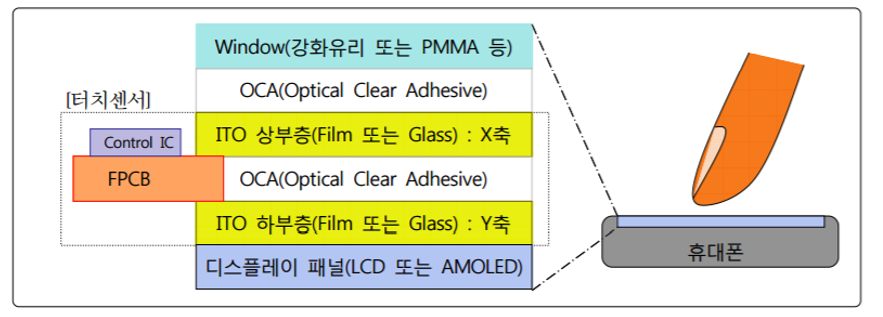 Window(강화유리 또는 PMMA 등)
OCA(Optical Clear Adhesive)
[터치센서]
ITO 상부층(Film 또는 Glass) : X축
Control IC
FPCB
OCA(Optical Clear Adhesive)
ITO 하부층(Film 또는 Glass) : Y축
디스플레이 패널(LCD 또는 AMOLED)
휴대폰